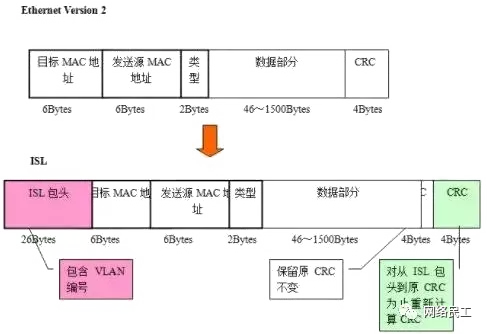 Ethernet Version 2
目标 MAC 地 发送源 MAC 类 数据部分 CRC
址 地址 型
6Bytes 6Bytes 2Bytes 46～1500Bytes 4Bytes
ISL
ISL 包头 目标 MAC 地 发送源 MAC 地 类型 数据部分 C CRC
址 址
26Bytes 6Bytes 6Bytes 2Bytes 46～1500Bytes 4Bytes 4Bytes
包含 VLAN
编号
保留原 CRC
不变
对从 ISL 包
头到原 CRC
为止重新计
算 CRC
网络民工